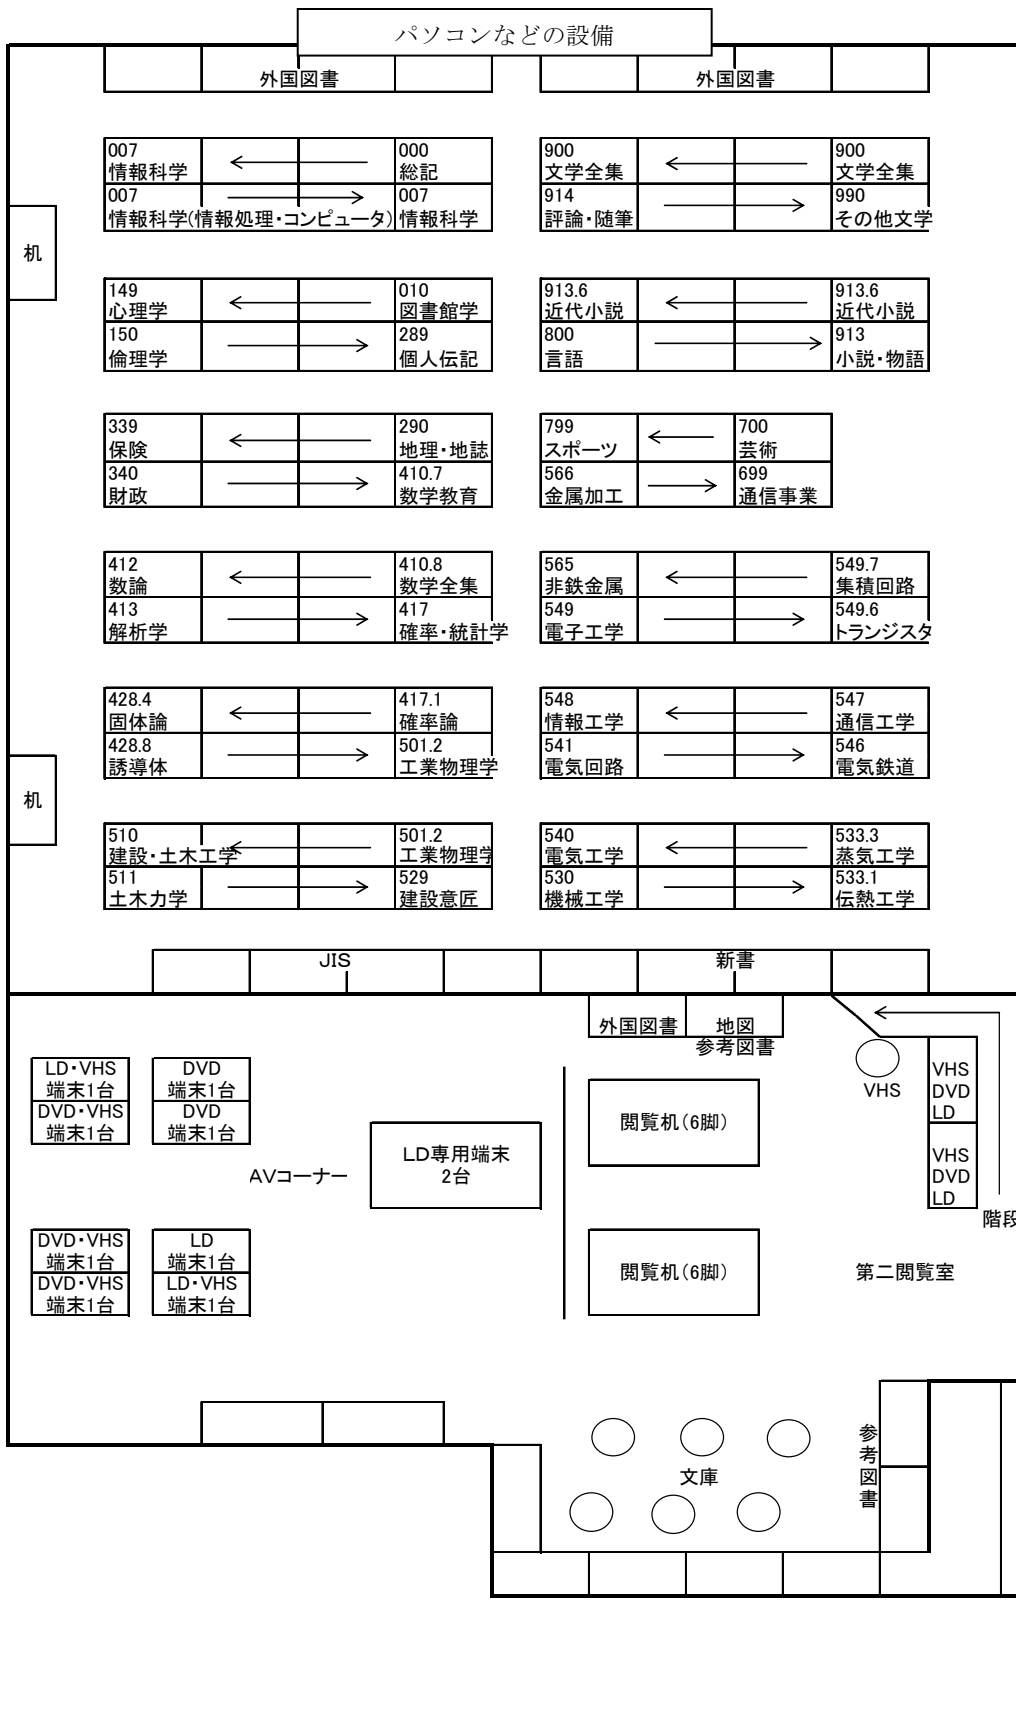 パソコンなどの設備
外国図書 外国図書
007 000 900 900
情報科学 総記 文学全集 文学全集
007 007 914 990
情報科学(情報処理・コンピュータ) 情報科学 評論・随筆 その他文学
机
149 010 913.6 913.6
心理学 図書館学 近代小説 近代小説
150 289 800 913
倫理学 個人伝記 言語 小説・物語
339 290 799 700
保険 地理・地誌 スポーツ 芸術
340 410.7 566 699
財政 数学教育 金属加工 通信事業
412 410.8 565 549.7
数論 数学全集 非鉄金属 集積回路
413 417 549 549.6
解析学 確率・統計学 電子工学 トランジスタ
428.4 417.1 548 547
固体論 確率論 情報工学 通信工学
428.8 501.2 541 546
誘導体 工業物理学 電気回路 電気鉄道
机
510 501.2 540 533.3
建設・土木工学 工業物理学 電気工学 蒸気工学
511 529 530 533.1
土木力学 建設意匠 機械工学 伝熱工学
JIS 新書
外国図書 地図
参考図書
LD・VHS DVD
端末1台 端末1台
DVD・VHS DVD
端末1台 端末1台
VHS
VHS
DVD
LD
閲覧机(6脚)
LD専用端末
2台
AVコーナー
VHS
DVD
LD
階段
DVD・VHS LD
端末1台 端末1台
DVD・VHS LD・VHS
端末1台 端末1台
閲覧机(6脚) 第二閲覧室
文庫
参考図書